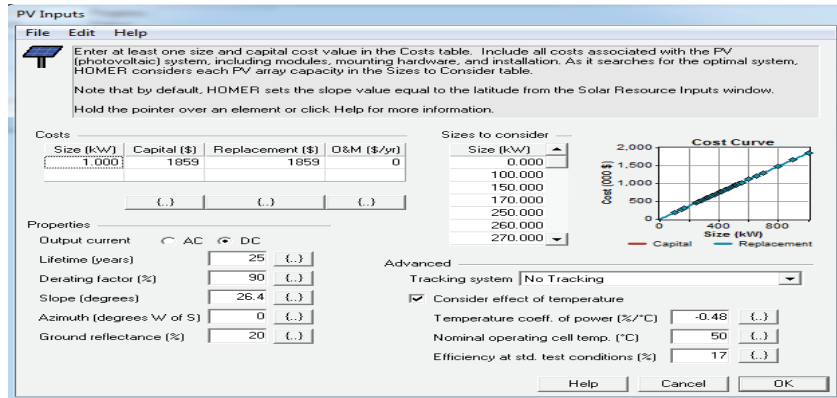 PV Inputs
File Edit Help
Enter at least one size and capital cost value in the Costs table. Include all costs associated with the PV
(photovoltaic) system, including modules, mounting hardware, and installation. As it searches for the optimal system,
HOMER considers each PV array capacity in the Sizes to Consider table.
Note that by default, HOMER sets the slope value equal to the latitude from the Solar Resource Inputs window.
Hold the pointer over an element or click Help for more information.
Costs
Size (kW) Capital ($) Replacement ($) O&M ($/yr)
1.000 1859 1859 0
{..} {..} {..}
Sizes to consider
Size (kW)
0.000
100.000
150.000
170.000
250.000
260.000
270.000
Cost Curve
Cost (000 $)
2,000
1,500
1,000
500
0
0 400 800
Size (kW)
Capital Replacement
Properties
Output current AC DC
Lifetime (years) 25 {..}
Derating factor (%) 90 {..}
Slope (degrees) 26.4 {..}
Azimuth (degrees W of S) 0 {..}
Ground reflectance (%) 20 {..}
Advanced
Tracking system No Tracking
Consider effect of temperature
Temperature coeff. of power (%/°C) -0.48 {..}
Nominal operating cell temp. (°C) 50 {..}
Efficiency at std. test conditions (%) 17 {..}
Help Cancel OK